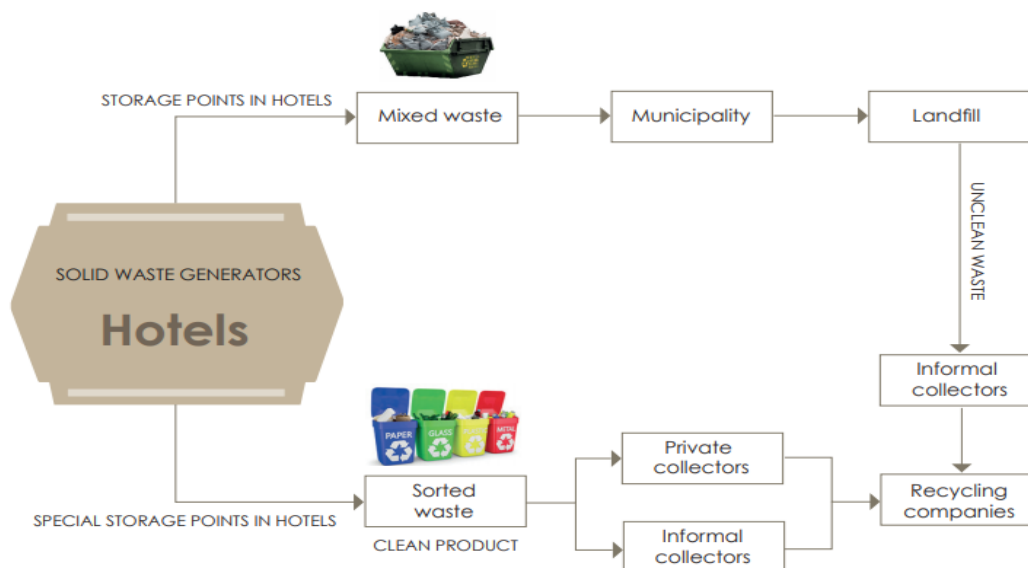 STORAGE POINTS IN HOTELS
Mixed waste
Municipality
Landfill
UNCLEAN WASTE
SOLID WASTE GENERATORS
Hotels
Informal
collectors
PAPER
GLASS
METAL
Private
collectors
Sorted
waste
Recycling
companies
SPECIAL STORAGE POINTS IN HOTELS
CLEAN PRODUCT
Informal
collectors